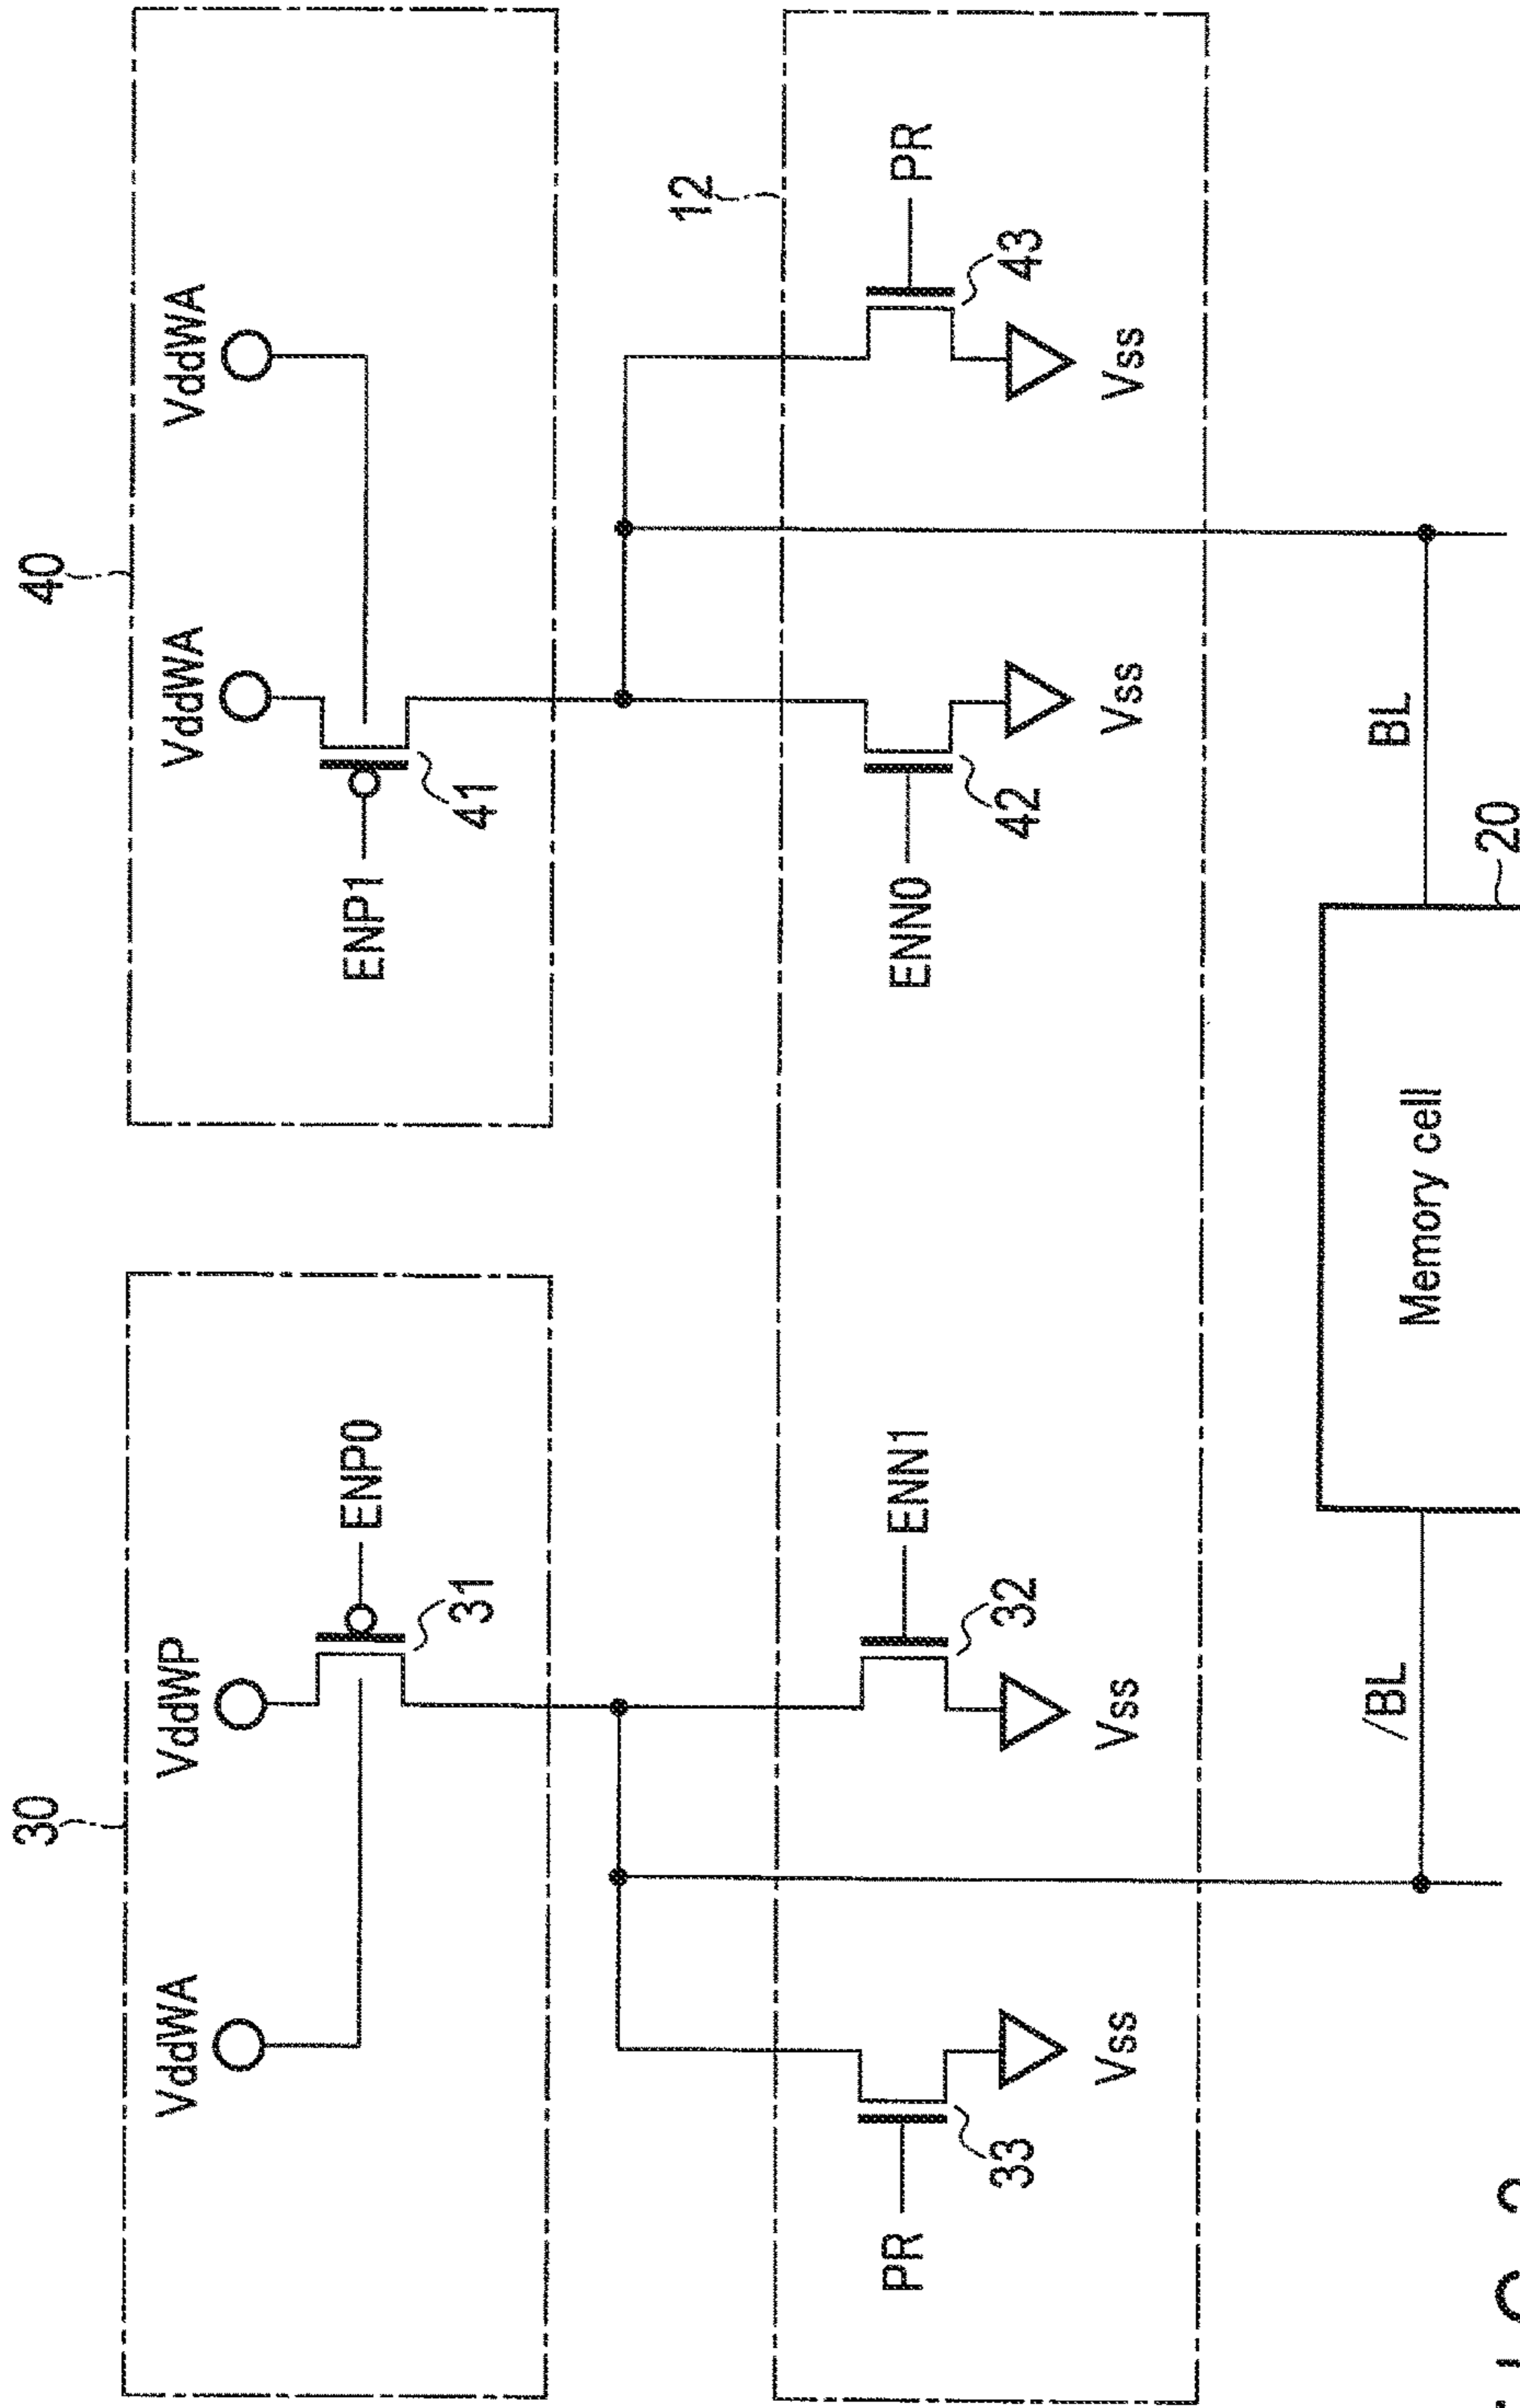 30
40
VddWA
VddWP
VddWA
VddWA
ENP0
ENP1
31
41
12
PR
ENN1
ENN0
PR
33
32
42
43
Vss
Vss
Vss
Vss
/BL
Memory cell
BL
20